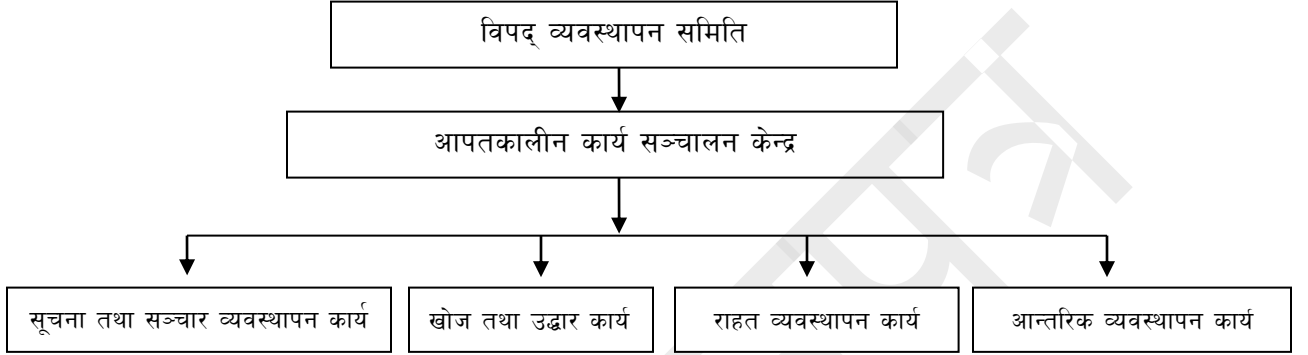 विपद् व्यवस्थापन समिति
आपतकालीन कार्य सञ्चालन केन्द्र
सूचना तथा सञ्चार व्यवस्थापन कार्य
खोज तथा उद्धार कार्य
राहत व्यवस्थापन कार्य
आन्तरिक व्यवस्थापन कार्य